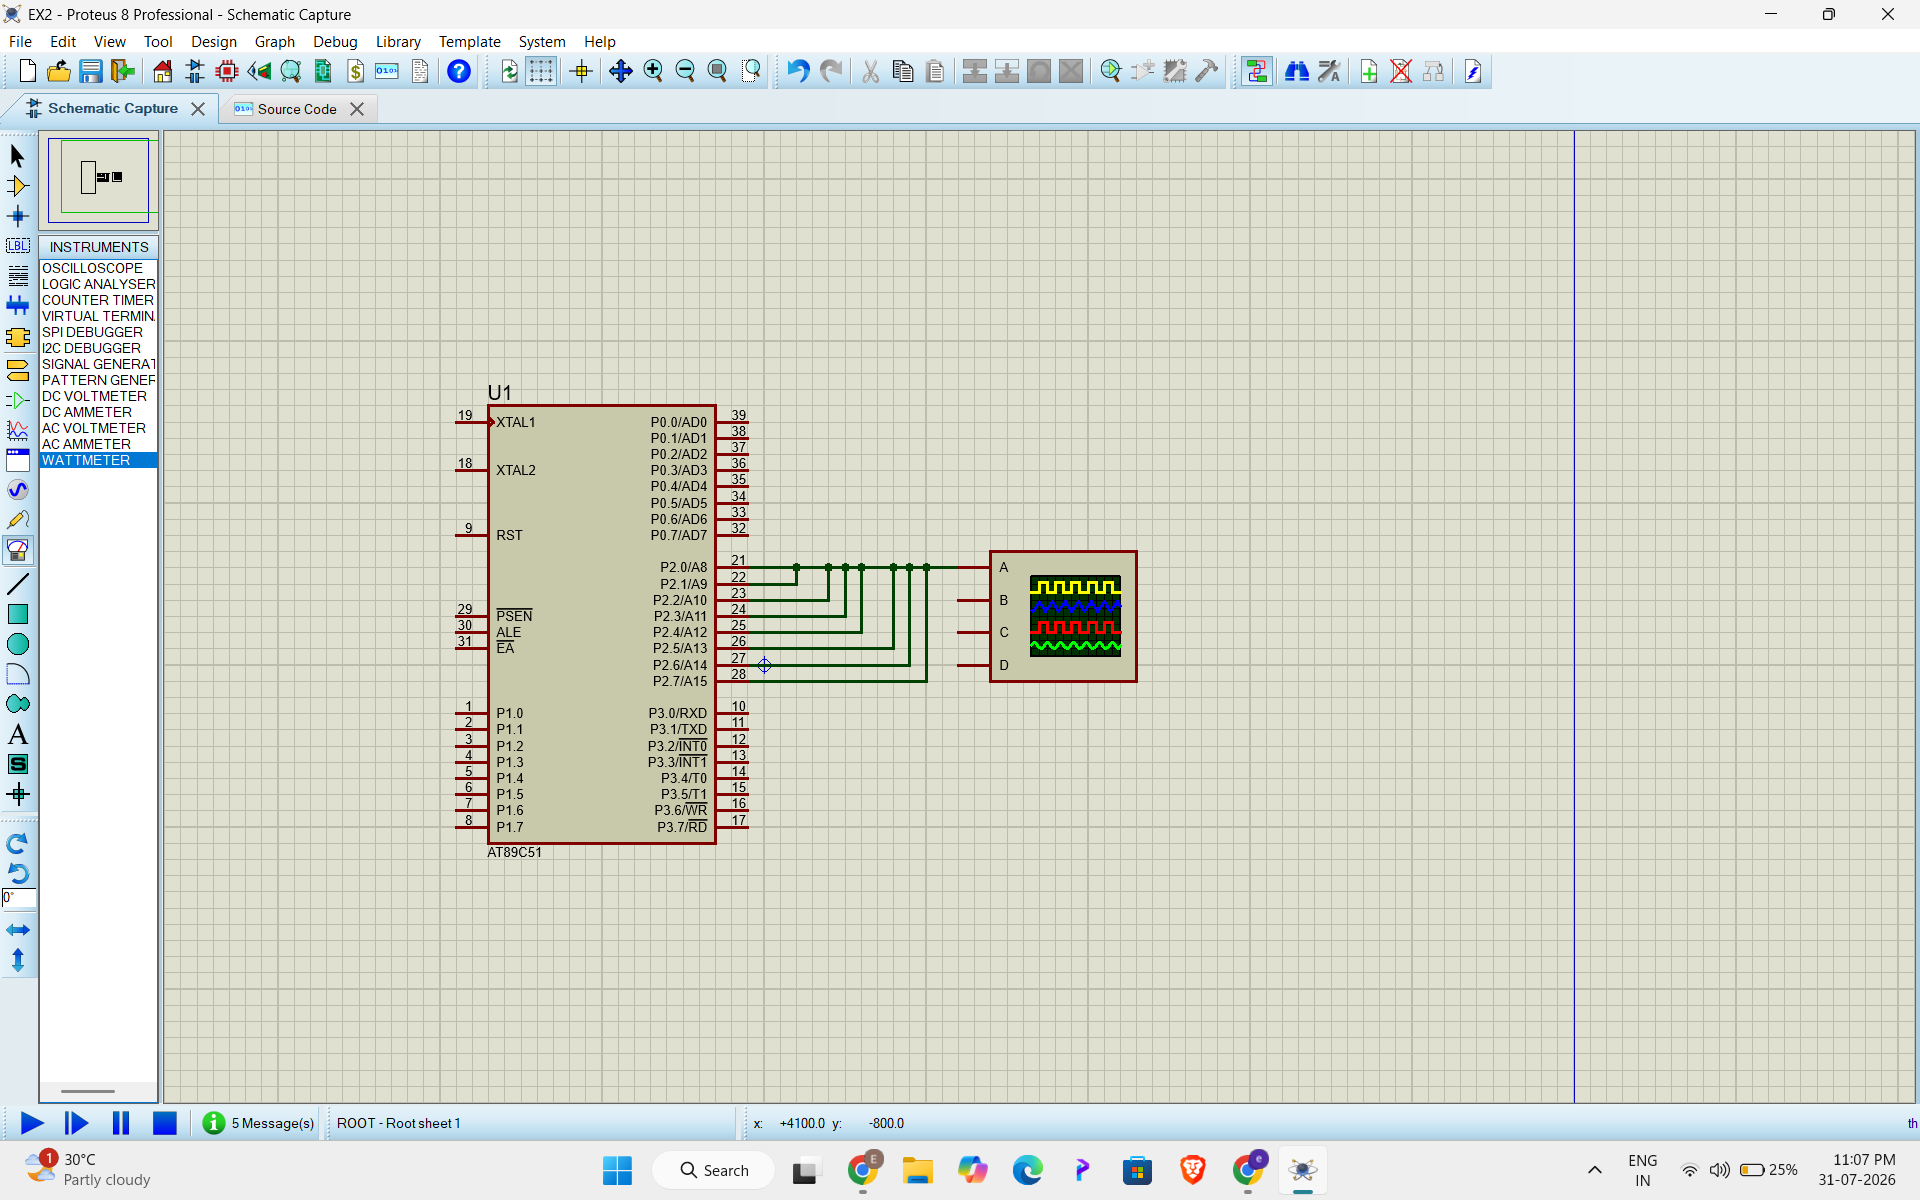 EX2 - Proteus 8 Professional - Schematic Capture
File Edit View Tool Design Graph Debug Library Template System Help
Schematic Capture
Source Code
LBL
INSTRUMENTS
OSCILLOSCOPE
LOGIC ANALYSER
COUNTER TIMER
VIRTUAL TERMIN
SPI DEBUGGER
I2C DEBUGGER
SIGNAL GENERAT
PATTERN GENER
DC VOLTMETER
DC AMMETER
AC VOLTMETER
AC AMMETER
WATTMETER
A
S
0°
U1
19 XTAL1
18 XTAL2
9 RST
29 PSEN
30 ALE
31 EA
1 P1.0
2 P1.1
3 P1.2
4 P1.3
5 P1.4
6 P1.5
7 P1.6
8 P1.7
P0.0/AD0 39
P0.1/AD1 38
P0.2/AD2 37
P0.3/AD3 36
P0.4/AD4 35
P0.5/AD5 34
P0.6/AD6 33
P0.7/AD7 32
P2.0/A8 21
P2.1/A9 22
P2.2/A10 23
P2.3/A11 24
P2.4/A12 25
P2.5/A13 26
P2.6/A14 27
P2.7/A15 28
P3.0/RXD 10
P3.1/TXD 11
P3.2/INT0 12
P3.3/INT1 13
P3.4/T0 14
P3.5/T1 15
P3.6/WR 16
P3.7/RD 17
AT89C51
A
B
C
D
5 Message(s)
ROOT - Root sheet 1
x: +4100.0 y: -800.0
th
1
30°C
Partly cloudy
Search
E
e
ENG
IN
25%
11:07 PM
31-07-2026